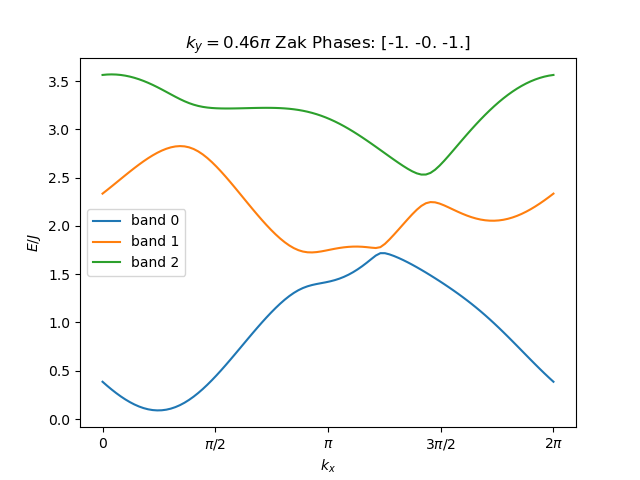 k_y = 0.46π Zak Phases: [-1. -0. -1.]
3.5
3.0
2.5
2.0
1.5
1.0
0.5
0.0
E/J
band 0
band 1
band 2
0
π/2
π
3π/2
2π
k_x